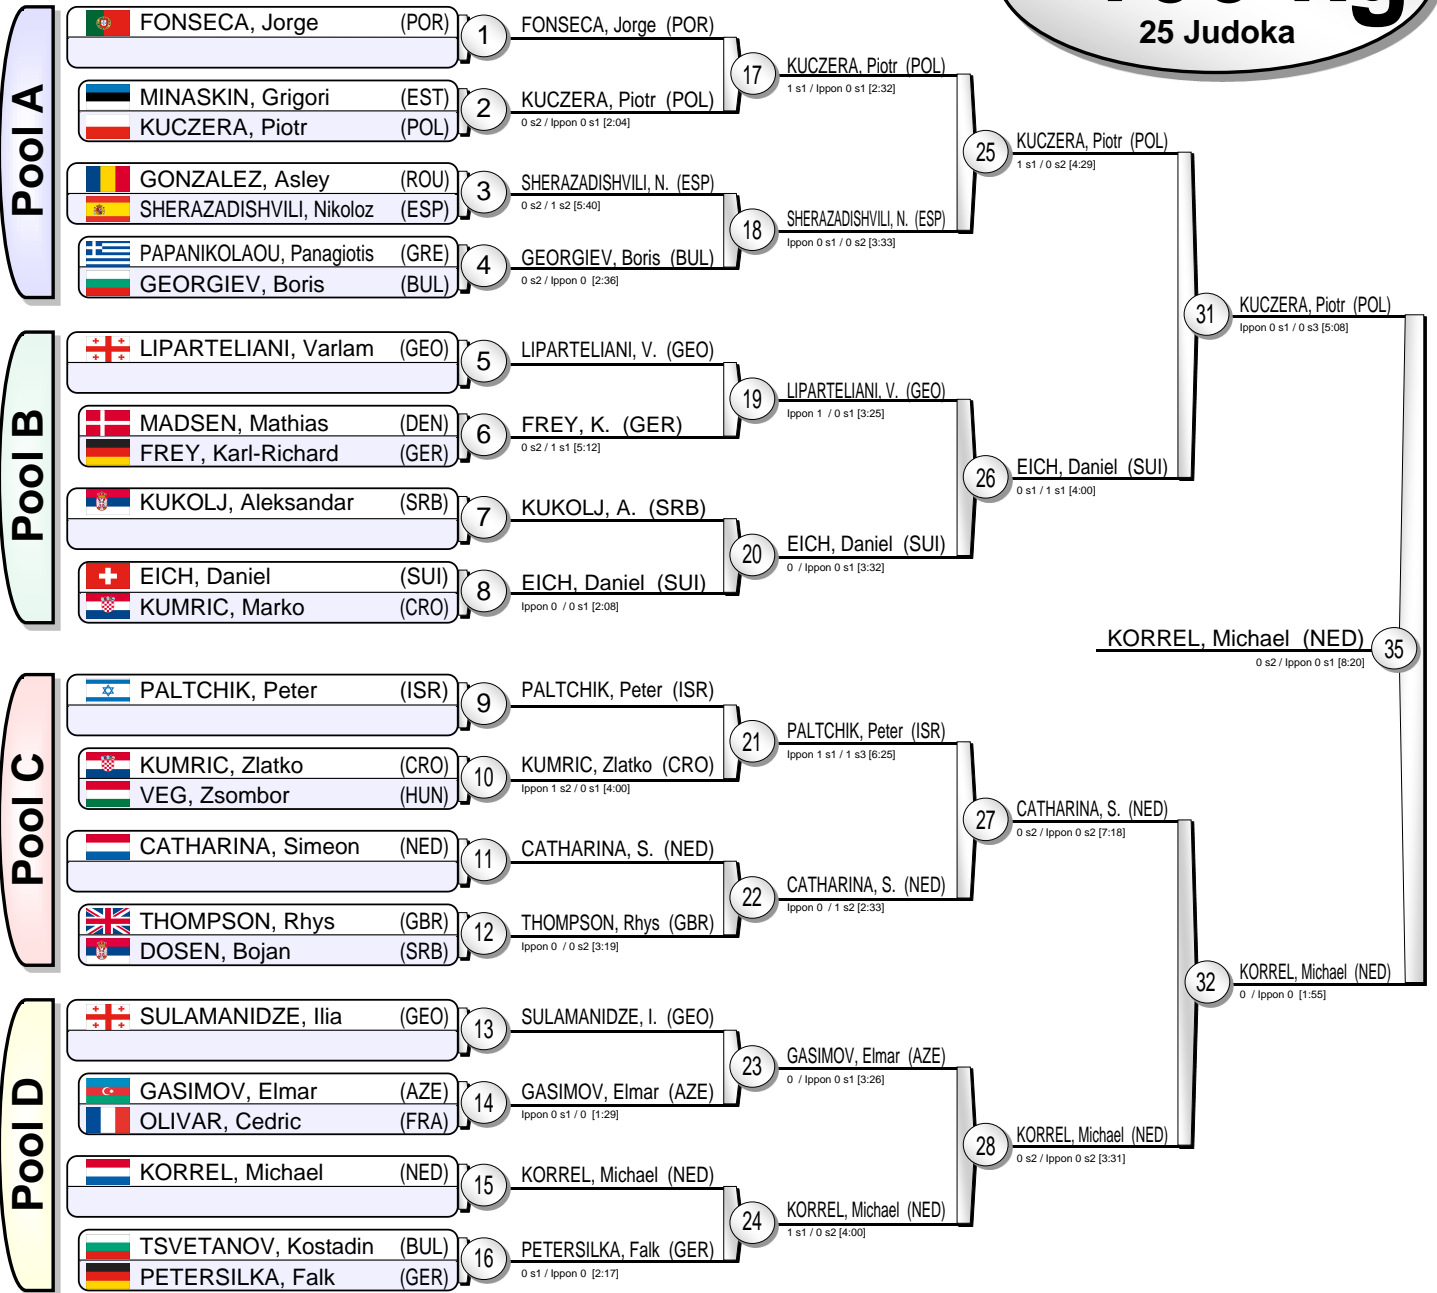 25 Judoka
Pool A
FONSECA, Jorge (POR)
1
FONSECA, Jorge (POR)
MINASKIN, Grigori (EST)
KUCZERA, Piotr (POL)
2
KUCZERA, Piotr (POL)
0 s2 / Ippon 0 s1 [2:04]
17
KUCZERA, Piotr (POL)
1 s1 / Ippon 0 s1 [2:32]
GONZALEZ, Asley (ROU)
SHERAZADISHVILI, Nikoloz (ESP)
3
SHERAZADISHVILI, N. (ESP)
0 s2 / 1 s2 [5:40]
PAPANIKOLAOU, Panagiotis (GRE)
GEORGIEV, Boris (BUL)
4
GEORGIEV, Boris (BUL)
0 s2 / Ippon 0 [2:36]
18
SHERAZADISHVILI, N. (ESP)
Ippon 0 s1 / 0 s2 [3:33]
25
KUCZERA, Piotr (POL)
1 s1 / 0 s2 [4:29]
Pool B
LIPARTELIANI, Varlam (GEO)
5
LIPARTELIANI, V. (GEO)
MADSEN, Mathias (DEN)
FREY, Karl-Richard (GER)
6
FREY, K. (GER)
0 s2 / 1 s1 [5:12]
19
LIPARTELIANI, V. (GEO)
Ippon 1 / 0 s1 [3:25]
KUKOLJ, Aleksandar (SRB)
7
KUKOLJ, A. (SRB)
EICH, Daniel (SUI)
KUMRIC, Marko (CRO)
8
EICH, Daniel (SUI)
Ippon 0 / 0 s1 [2:08]
20
EICH, Daniel (SUI)
0 / Ippon 0 s1 [3:32]
26
EICH, Daniel (SUI)
0 s1 / 1 s1 [4:00]
31
KUCZERA, Piotr (POL)
Ippon 0 s1 / 0 s3 [5:08]
KORREL, Michael (NED)
0 s2 / Ippon 0 s1 [8:20]
35
Pool C
PALTCHIK, Peter (ISR)
9
PALTCHIK, Peter (ISR)
KUMRIC, Zlatko (CRO)
VEG, Zsombor (HUN)
10
KUMRIC, Zlatko (CRO)
Ippon 1 s2 / 0 s1 [4:00]
21
PALTCHIK, Peter (ISR)
Ippon 1 s1 / 1 s3 [6:25]
CATHARINA, Simeon (NED)
11
CATHARINA, S. (NED)
THOMPSON, Rhys (GBR)
DOSEN, Bojan (SRB)
12
THOMPSON, Rhys (GBR)
Ippon 0 / 0 s2 [3:19]
22
CATHARINA, S. (NED)
Ippon 0 / 1 s2 [2:33]
27
CATHARINA, S. (NED)
0 s2 / Ippon 0 s2 [7:18]
Pool D
SULAMANIDZE, Ilia (GEO)
13
SULAMANIDZE, I. (GEO)
GASIMOV, Elmar (AZE)
OLIVAR, Cedric (FRA)
14
GASIMOV, Elmar (AZE)
Ippon 0 s1 / 0 [1:29]
23
GASIMOV, Elmar (AZE)
0 / Ippon 0 s1 [3:26]
KORREL, Michael (NED)
15
KORREL, Michael (NED)
TSVETANOV, Kostadin (BUL)
PETERSILKA, Falk (GER)
16
PETERSILKA, Falk (GER)
0 s1 / Ippon 0 [2:17]
24
KORREL, Michael (NED)
1 s1 / 0 s2 [4:00]
28
KORREL, Michael (NED)
0 s2 / Ippon 0 s2 [3:31]
32
KORREL, Michael (NED)
0 / Ippon 0 [1:55]